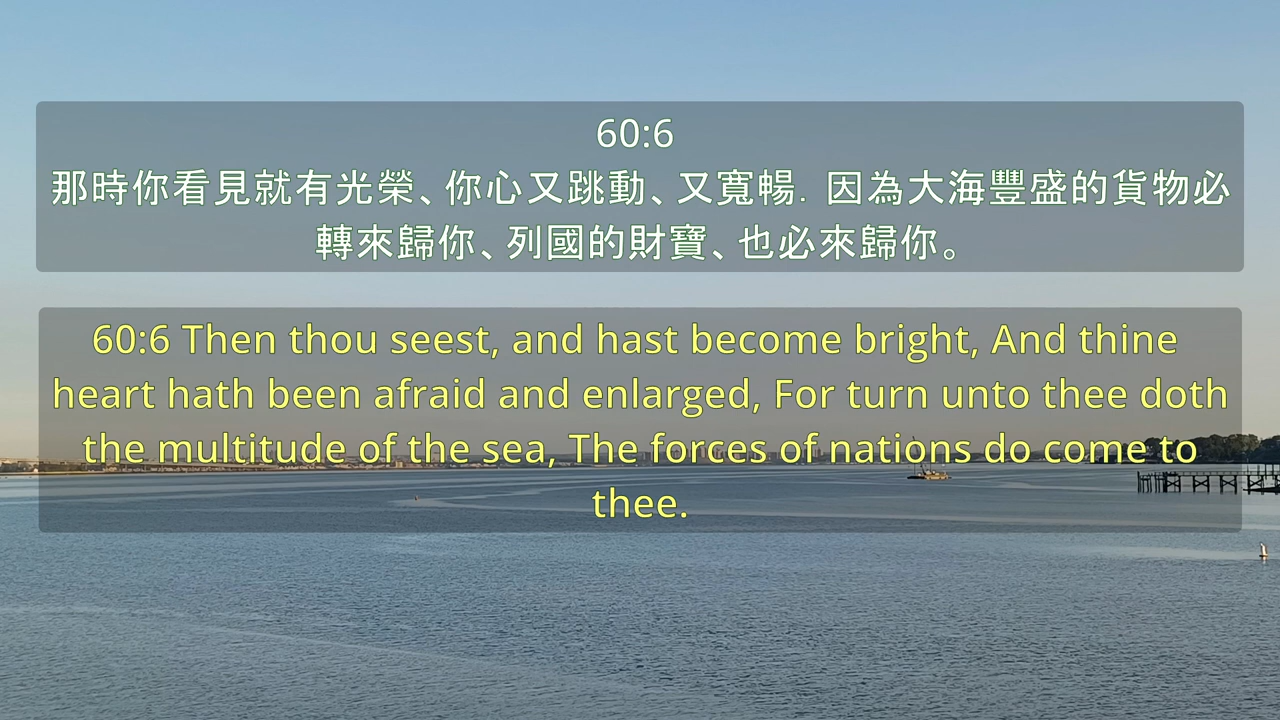 60:6
那時你看見就有光榮、你心又跳動、又寬暢. 因為大海豐盛的貨物必
轉來歸你、列國的財寶、也必來歸你。
60:6 Then thou seest, and hast become bright, And thine
heart hath been afraid and enlarged, For turn unto thee doth
the multitude of the sea, The forces of nations do come to
thee.